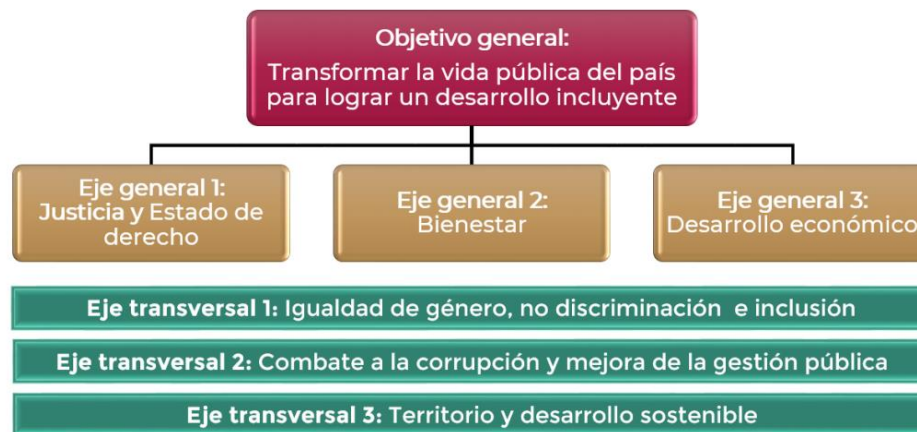 Objetivo general:
Transformar la vida pública del país
para lograr un desarrollo incluyente
Eje general 1:
Justicia y Estado de
derecho
Eje general 2:
Bienestar
Eje general 3:
Desarrollo económico
Eje transversal 1: Igualdad de género, no discriminación e inclusión
Eje transversal 2: Combate a la corrupción y mejora de la gestión pública
Eje transversal 3: Territorio y desarrollo sostenible